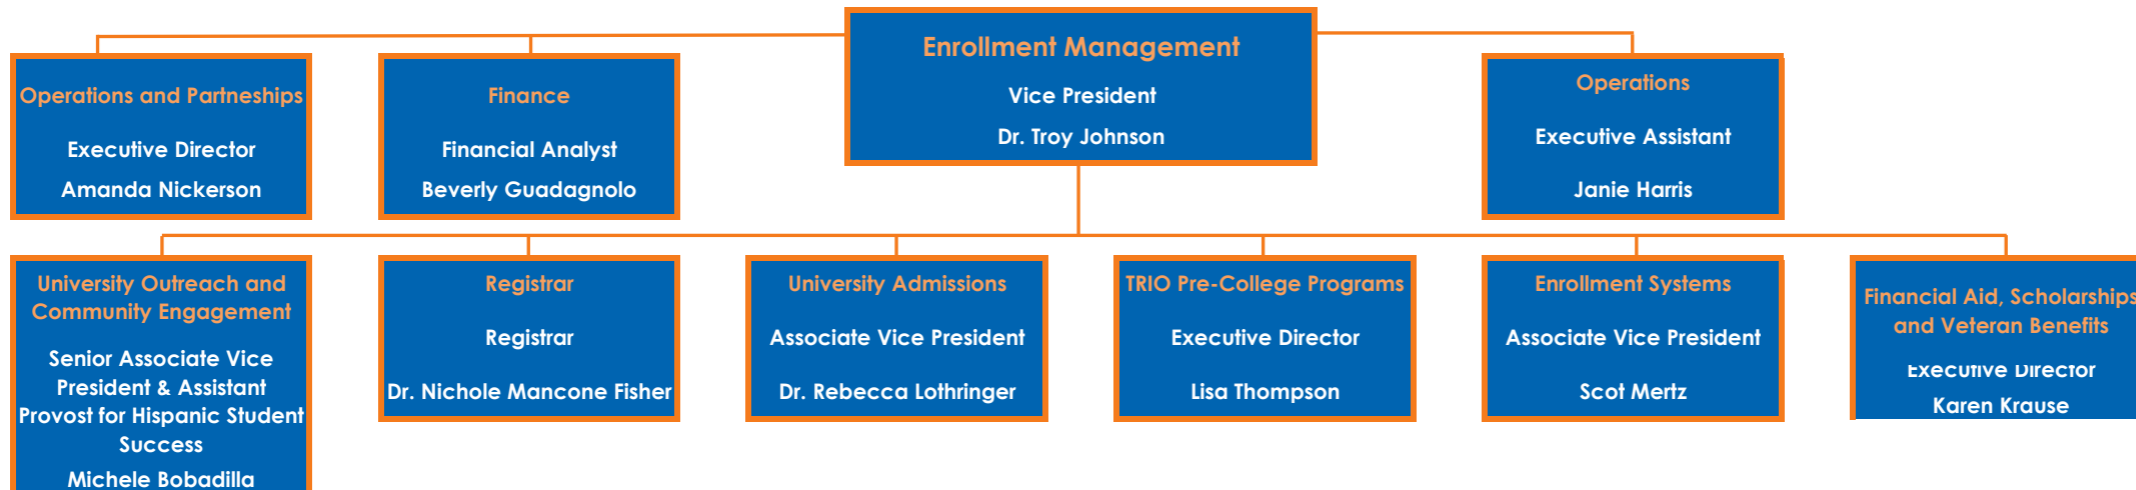 Enrollment Management
Vice President
Dr. Troy Johnson
Operations and Partneships
Executive Director
Amanda Nickerson
Finance
Financial Analyst
Beverly Guadagnolo
Operations
Executive Assistant
Janie Harris
University Outreach and
Community Engagement
Senior Associate Vice
President & Assistant
Provost for Hispanic Student
Success
Michele Bobadilla
Registrar
Registrar
Dr. Nichole Mancone Fisher
University Admissions
Associate Vice President
Dr. Rebecca Lothringer
TRIO Pre-College Programs
Executive Director
Lisa Thompson
Enrollment Systems
Associate Vice President
Scot Mertz
Financial Aid, Scholarships
and Veteran Benefits
Executive Director
Karen Krause